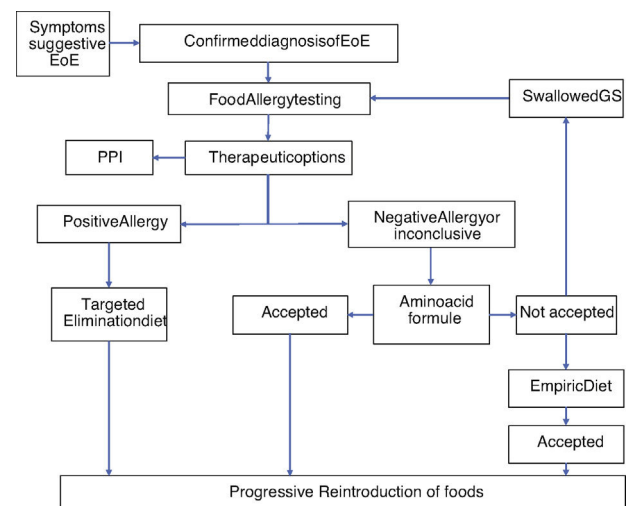 Symptoms
suggestive
EoE
ConfirmeddiagnosisofEoE
FoodAllergytesting
SwallowedGS
PPI
Therapeuticoptions
PositiveAllergy
NegativeAllergyor
inconclusive
Targeted
Eliminationdiet
Accepted
Aminoacid
formule
Not accepted
EmpiricDiet
Accepted
Progressive Reintroduction of foods